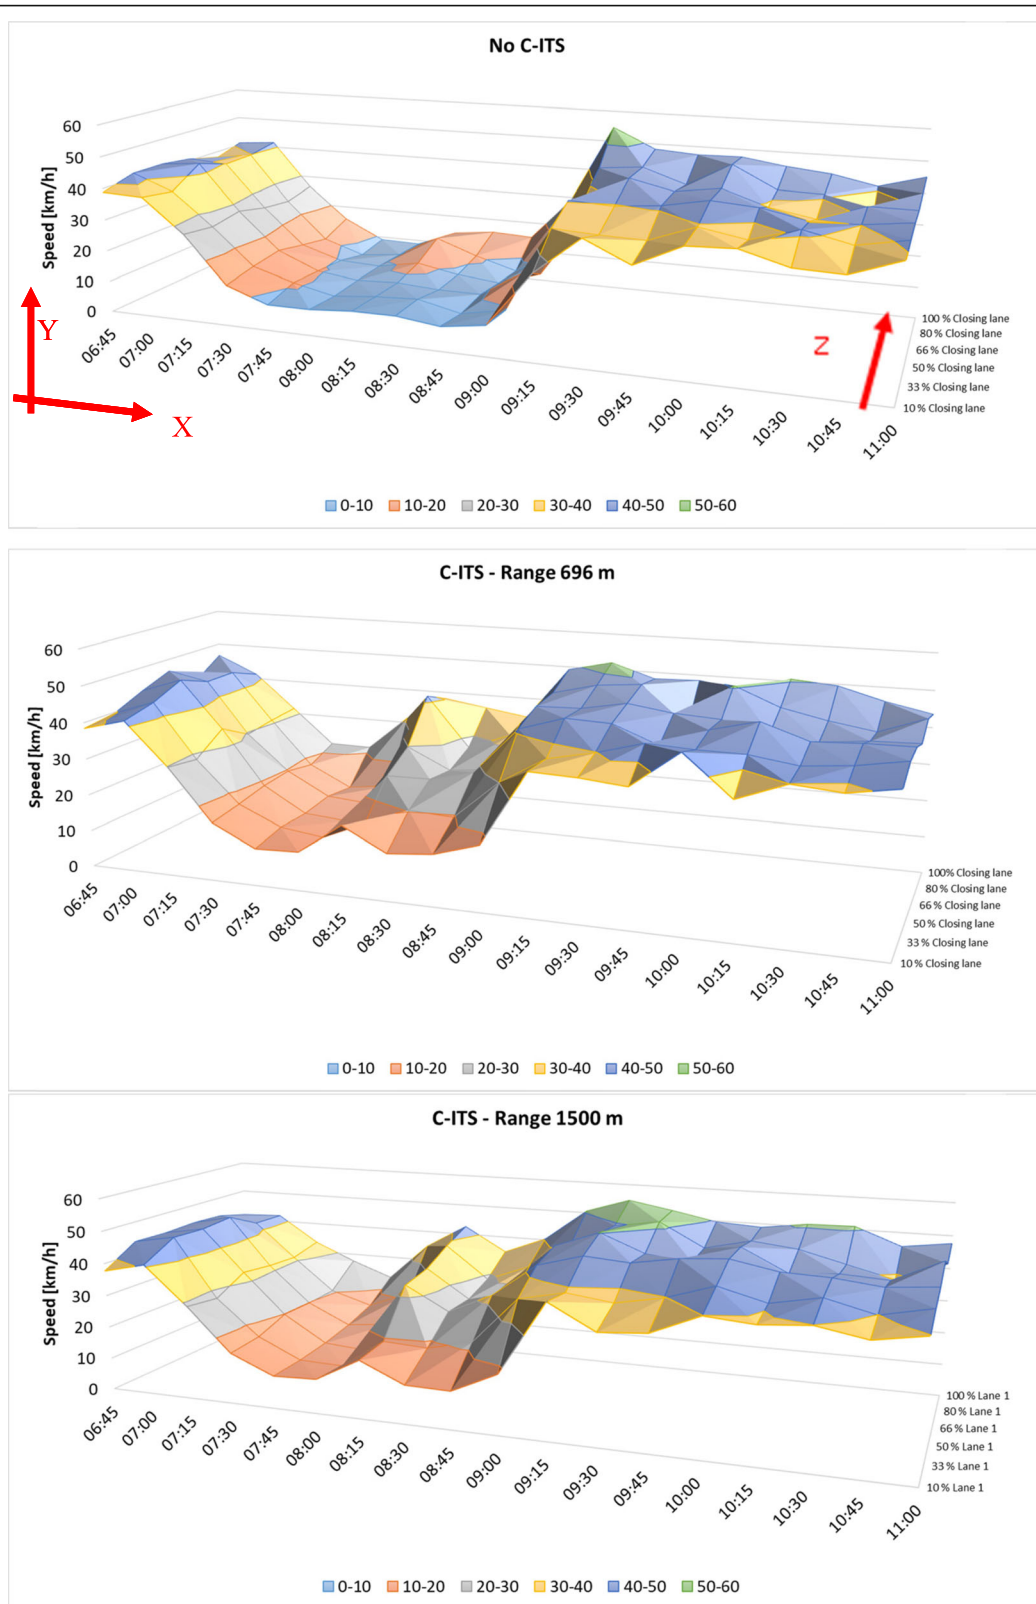 No C-ITS
Speed [km/h]
60
50
40
30
20
10
0
06:45 07:00 07:15 07:30 07:45 08:00 08:15 08:30 08:45 09:00 09:15 09:30 09:45 10:00 10:15 10:30 10:45 11:00
100 % Closing lane
80 % Closing lane
66 % Closing lane
50 % Closing lane
33 % Closing lane
10 % Closing lane
Y
X
Z
0-10 10-20 20-30 30-40 40-50 50-60
C-ITS - Range 696 m
Speed [km/h]
60
50
40
30
20
10
0
06:45 07:00 07:15 07:30 07:45 08:00 08:15 08:30 08:45 09:00 09:15 09:30 09:45 10:00 10:15 10:30 10:45 11:00
100% Closing lane
80 % Closing lane
66 % Closing lane
50 % Closing lane
33 % Closing lane
10 % Closing lane
0-10 10-20 20-30 30-40 40-50 50-60
C-ITS - Range 1500 m
Speed [km/h]
60
50
40
30
20
10
0
06:45 07:00 07:15 07:30 07:45 08:00 08:15 08:30 08:45 09:00 09:15 09:30 09:45 10:00 10:15 10:30 10:45 11:00
100 % Lane 1
80 % Lane 1
66 % Lane 1
50 % Lane 1
33 % Lane 1
10 % Lane 1
0-10 10-20 20-30 30-40 40-50 50-60